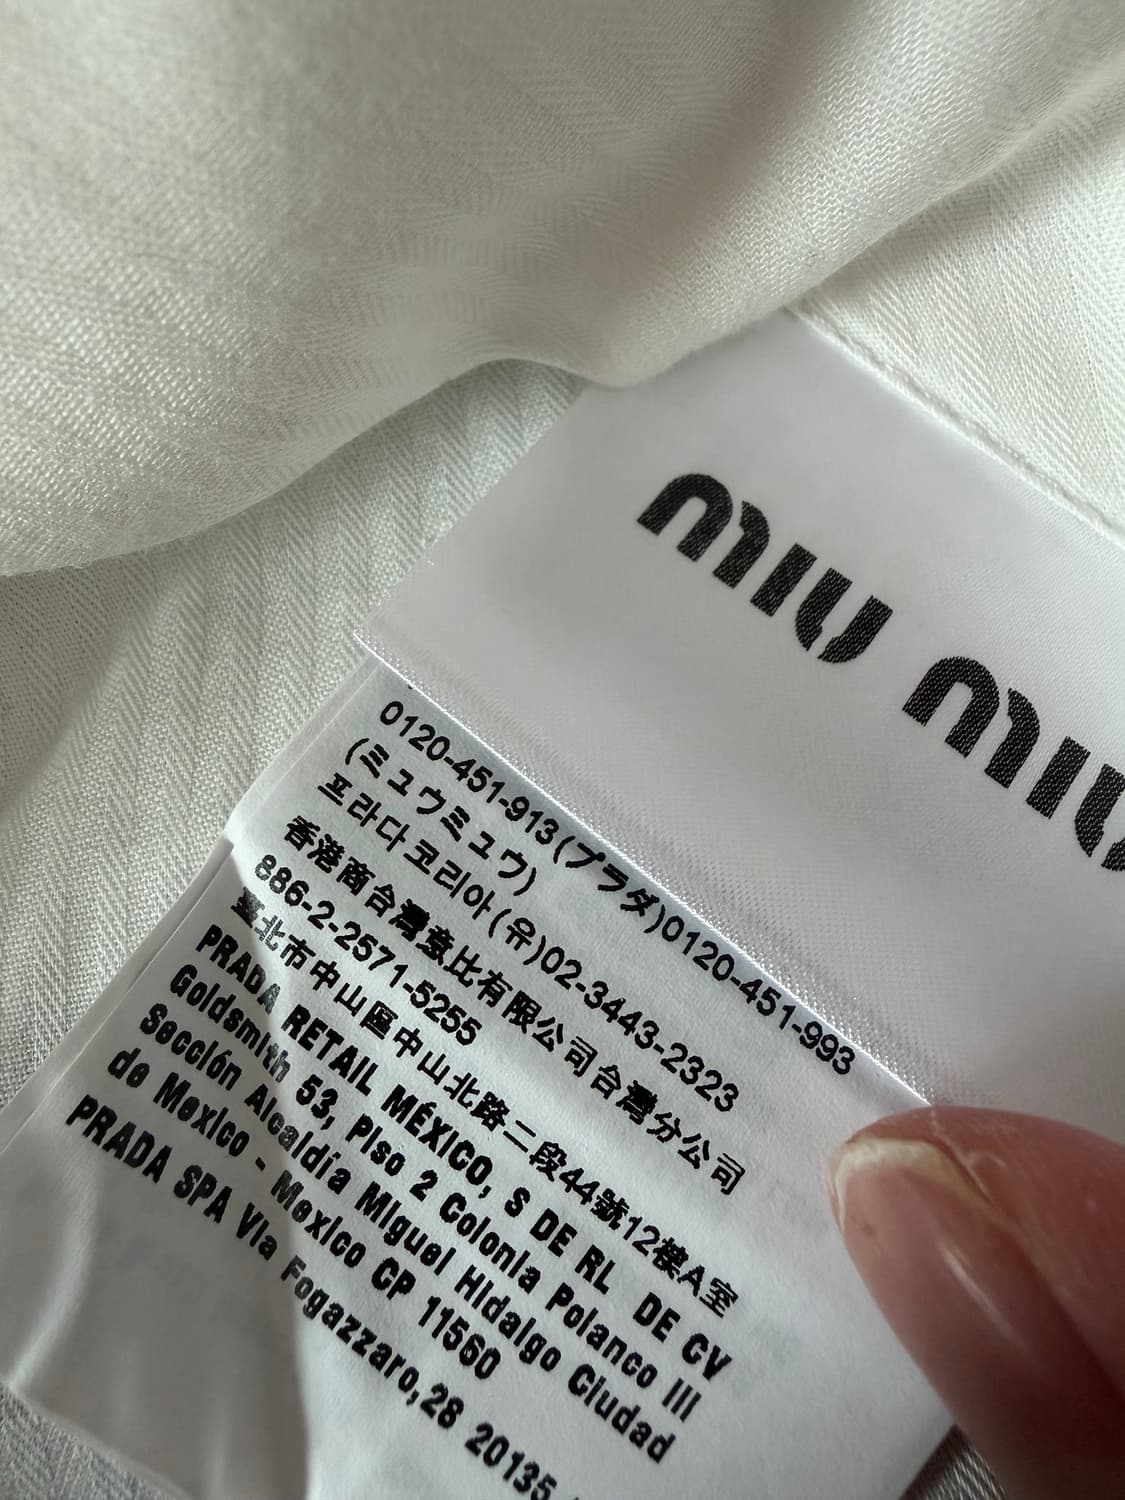 miu miu
0120-451-913(プラダ)0120-451-993
(ミュウミュウ)
프라다코리아(유)02-3443-2323
香港商台灣意比有限公司台灣分公司
886-2-2571-5255
臺北市中山區中山北路二段44號12樓A室
PRADA RETAIL MÉXICO, S DE RL DE CV
Goldsmith 53, Piso 2 Colonia Polanco III
Sección Alcaldía Miguel Hidalgo Ciudad
de Mexico - Mexico CP 11560
PRADA SPA Via Fogazzaro,28 20135